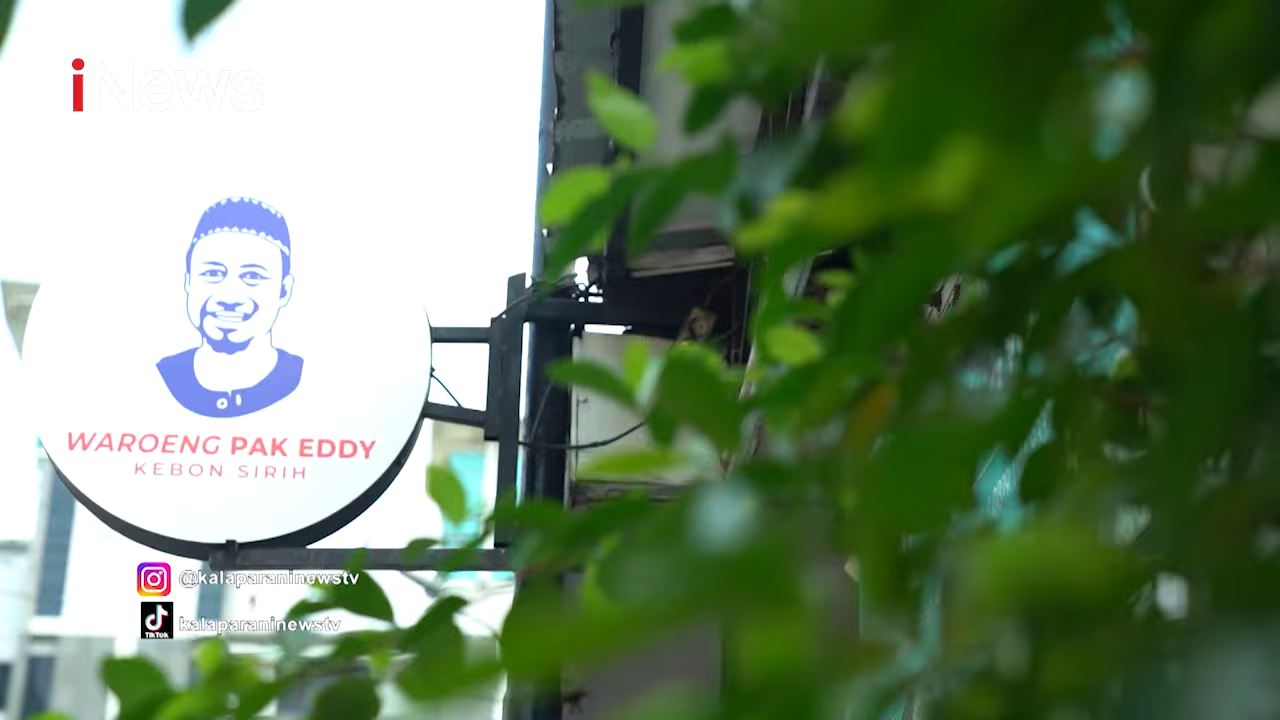 iNews
WAROENG PAK EDDY
KEBON SIRIH
@kalaparaninewstv
TikTok
kalaparaninewstv